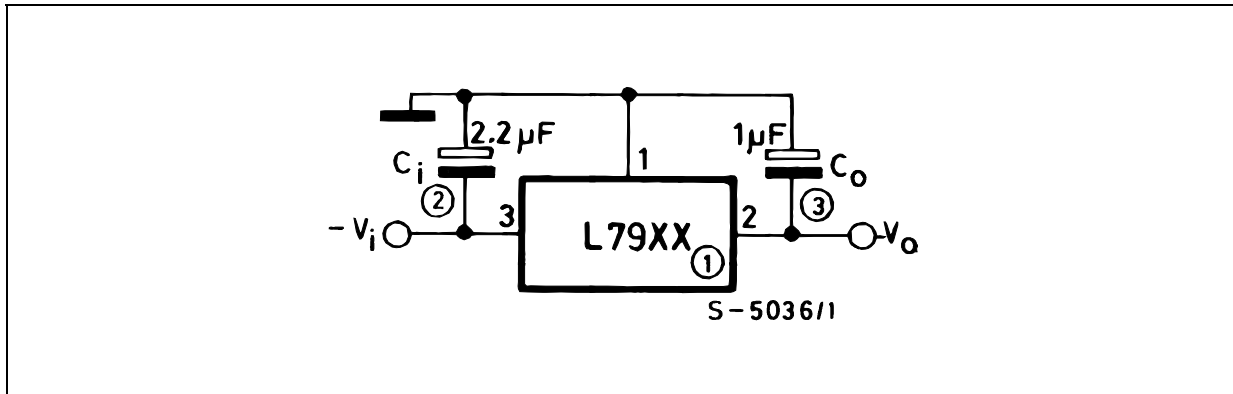 2.2µF
1µF
1
Ci
Co
②
③
3
2
-Vi
L79XX
-Vo
①
S-5036/1